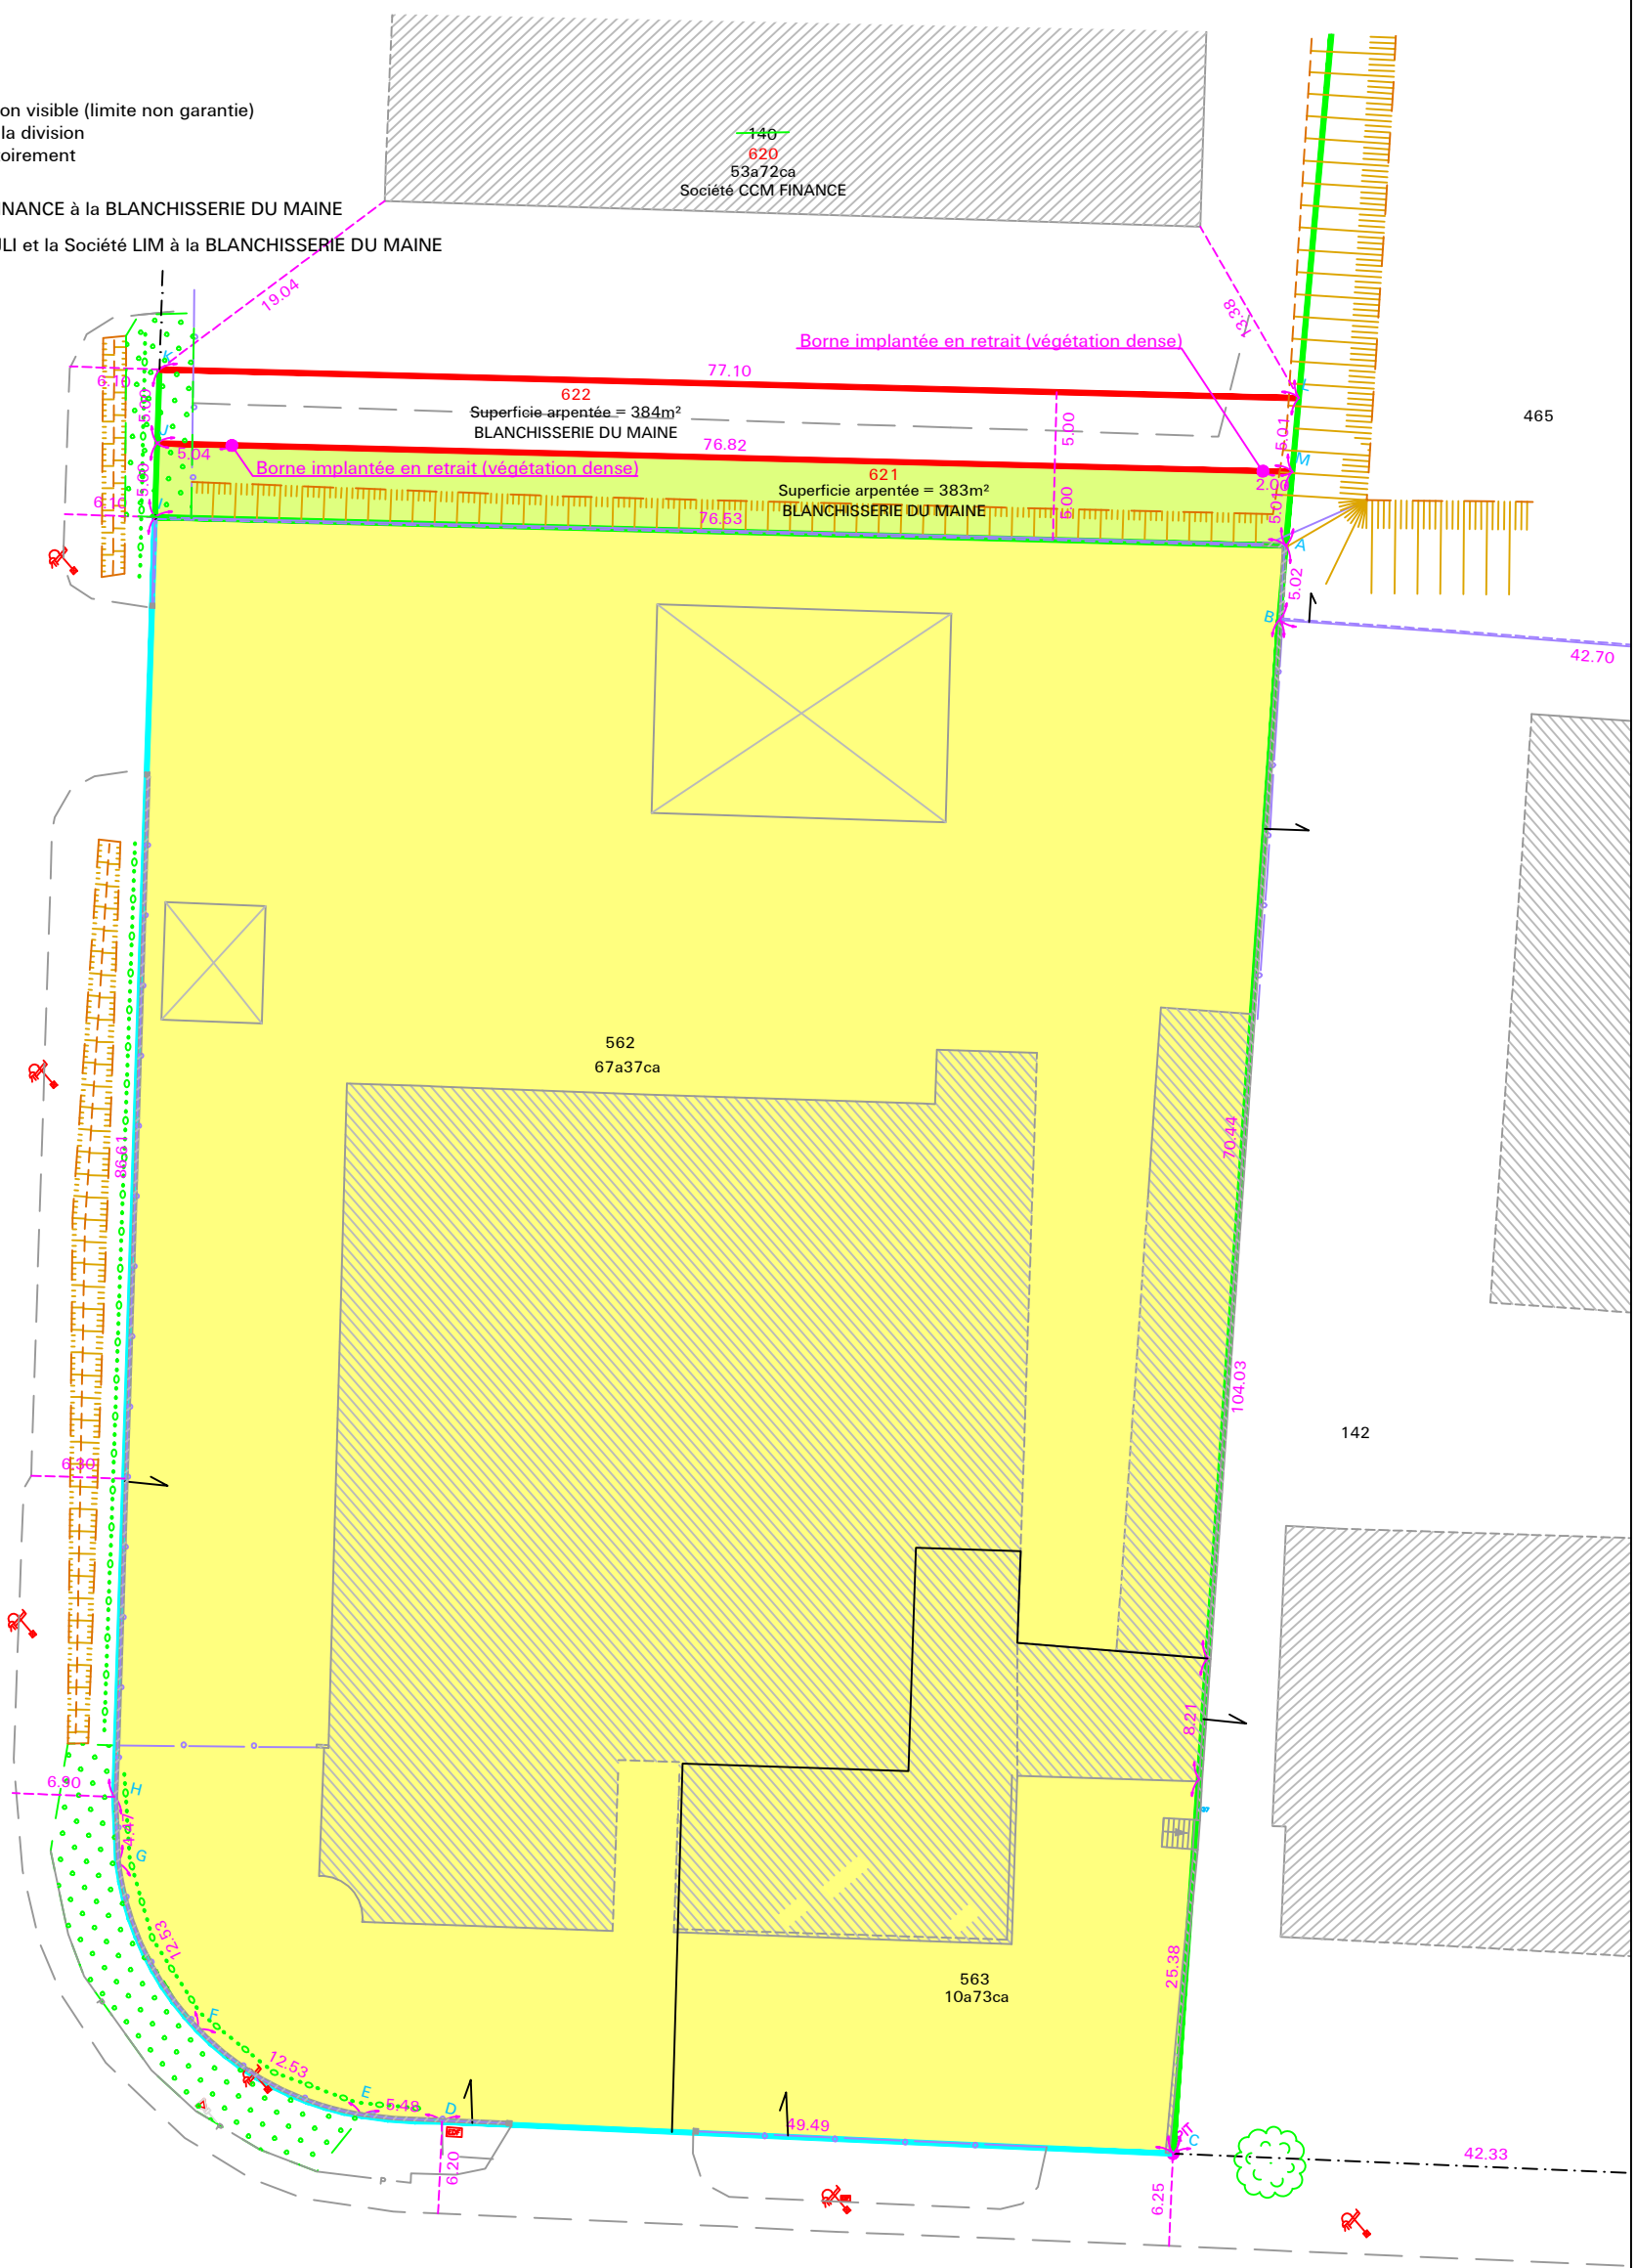 on visible (limite non garantie)
la division
oirement
INANCE à la BLANCHISSERIE DU MAINE
JLI et la Société LIM à la BLANCHISSERIE DU MAINE
140
620
53a72ca
Société CCM FINANCE
19.04
13.38
Borne implantée en retrait (végétation dense)
K
77.10
L
6.10
5.00
622
Superficie arpentée = 384m²
BLANCHISSERIE DU MAINE
5.00
5.01
465
J
5.04
76.82
M
Borne implantée en retrait (végétation dense)
621
Superficie arpentée = 383m²
BLANCHISSERIE DU MAINE
2.00
5.00
5.00
5.01
6.10
I
76.53
A
5.02
B
42.70
562
67a37ca
86.61
70.44
104.03
142
6.30
8.21
6.90
H
4.47
G
12.53
F
12.53
E
5.48
D
25.38
563
10a73ca
49.49
C
42.33
6.20
6.25
P